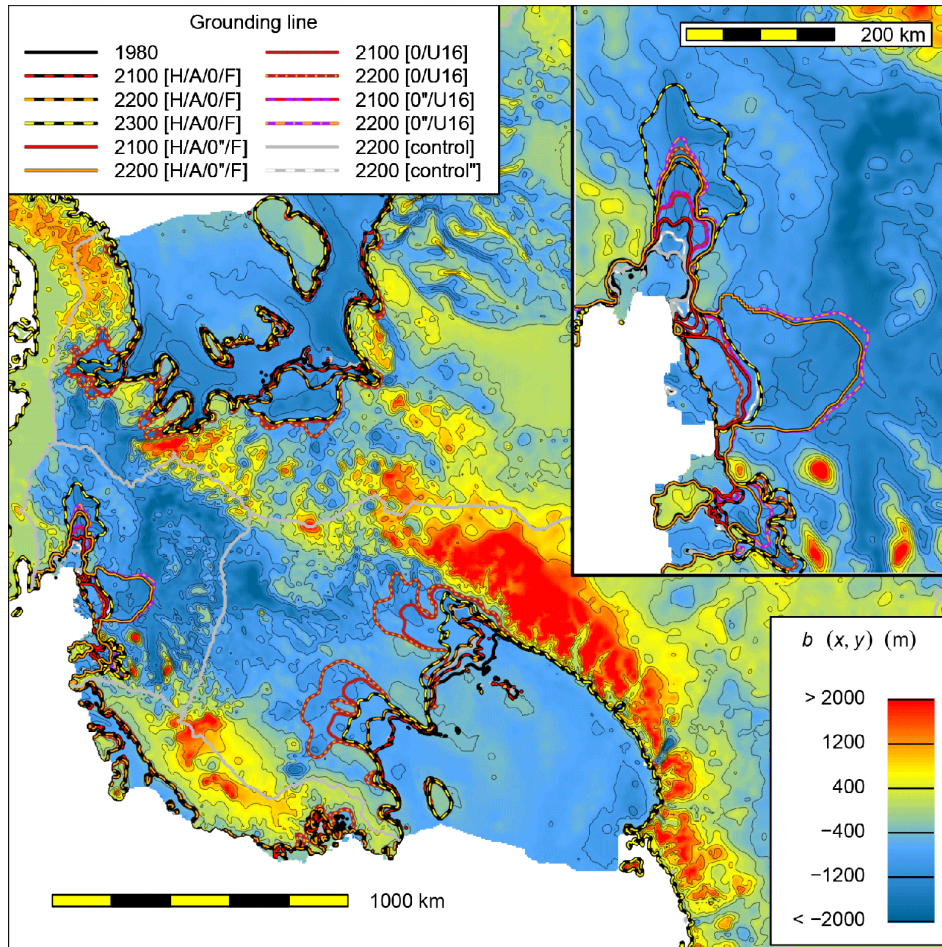 Grounding line
1980
2100 [H/A/0/F]
2200 [H/A/0/F]
2300 [H/A/0/F]
2100 [H/A/0"/F]
2200 [H/A/0"/F]
2100 [0/U16]
2200 [0/U16]
2100 [0"/U16]
2200 [0"/U16]
2200 [control]
2200 [control"]
200 km
1000 km
b (x, y) (m)
> 2000
1200
400
−400
−1200
< −2000